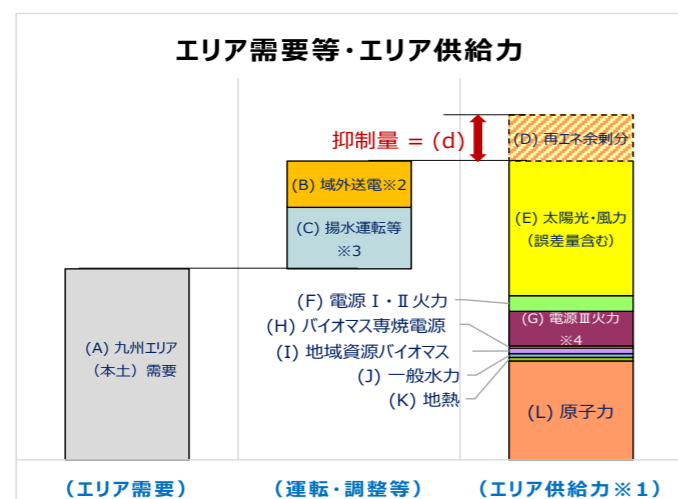 エリア需要等・エリア供給力
抑制量 = (d)
(D) 再エネ余剰分
(B) 域外送電※2
(C) 揚水運転等
※3
(E) 太陽光・風力
(誤差量含む)
(F) 電源Ⅰ・Ⅱ火力
(G) 電源Ⅲ火力
※4
(H) バイオマス専焼電源
(I) 地域資源バイオマス
(J) 一般水力
(K) 地熱
(A) 九州エリア
(本土)需要
(L) 原子力
(エリア需要)
(運転・調整等)
(エリア供給力※1)